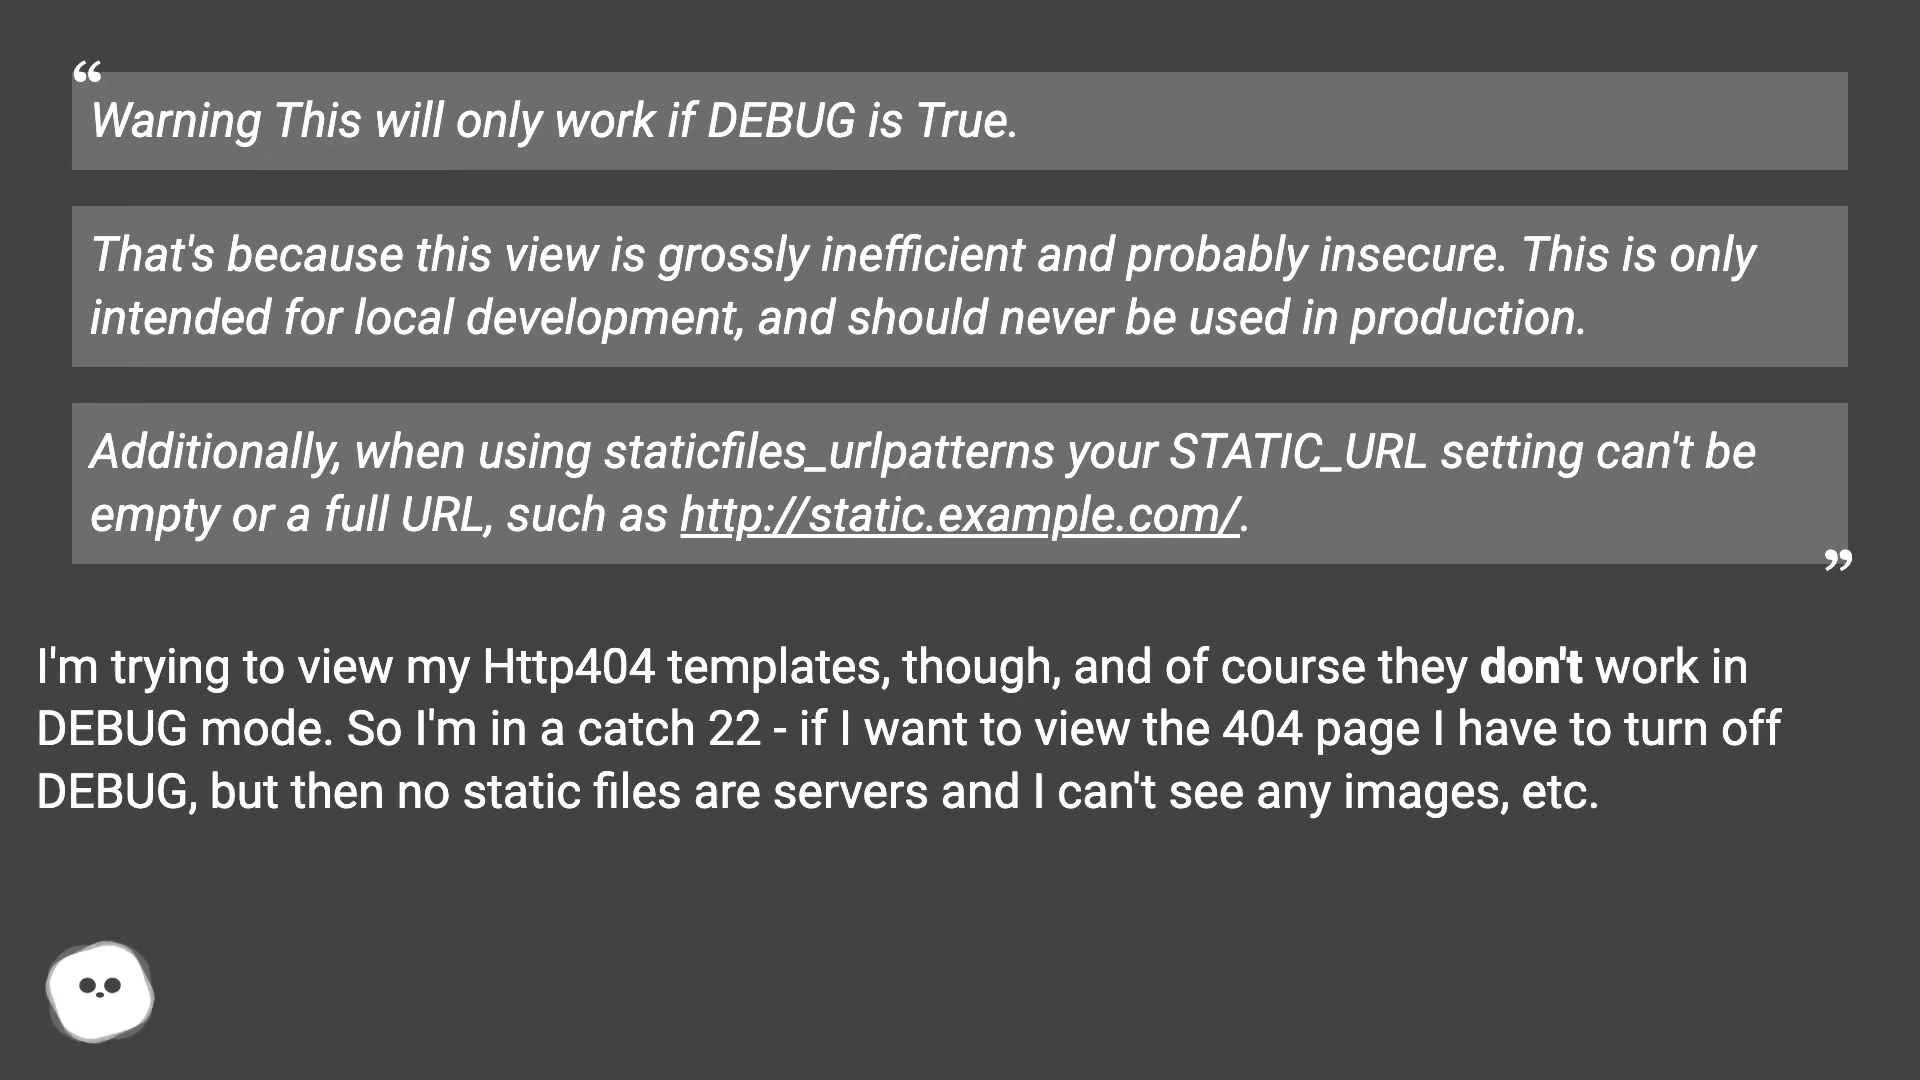 “
Warning This will only work if DEBUG is True.
That's because this view is grossly inefficient and probably insecure. This is only
intended for local development, and should never be used in production.
Additionally, when using staticfiles_urlpatterns your STATIC_URL setting can't be
empty or a full URL, such as http://static.example.com/.
”
I'm trying to view my Http404 templates, though, and of course they don't work in
DEBUG mode. So I'm in a catch 22 - if I want to view the 404 page I have to turn off
DEBUG, but then no static files are servers and I can't see any images, etc.